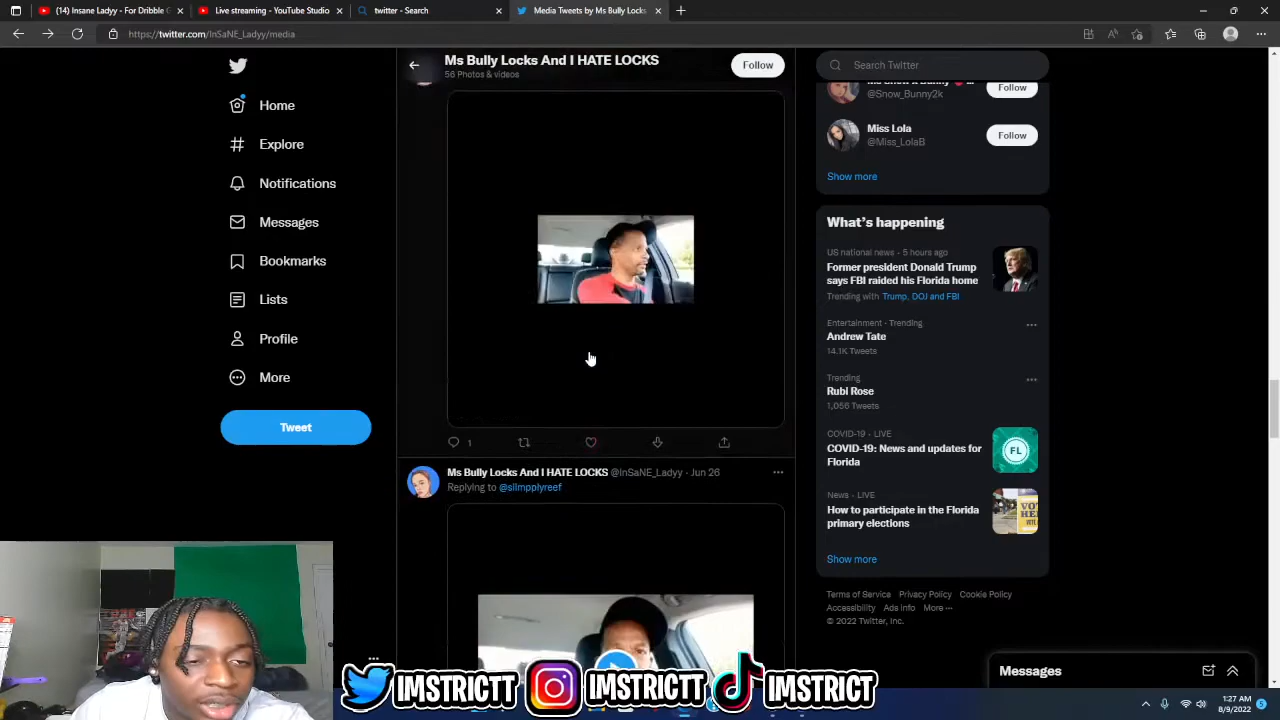 (14) Insane Lady - For Dribble
Live streaming - YouTube Studio
twitter - Search
Media Tweets by Ms Bully Locks
https://twitter.com/InSaNE_Ladyy/media
Home
Explore
Notifications
Messages
Bookmarks
Lists
Profile
More
Tweet
Ms Bully Locks And I HATE LOCKS
56 Photos & videos
Follow
1
Ms Bully Locks And I HATE LOCKS @InSaNE_Ladyy · Jun 26
Replying to @slimpplyreef
Search Twitter
@Snow_Bunny2k
Follow
Miss Lola
@Miss_LolaB
Follow
Show more
What's happening
US national news · 5 hours ago
Former president Donald Trump
says FBI raided his Florida home
Trending with Trump, DOJ and FBI
Entertainment · Trending
Andrew Tate
14.1K Tweets
Trending
Rubi Rose
1,056 Tweets
COVID-19 · LIVE
COVID-19: News and updates for
Florida
FL
News · LIVE
How to participate in the Florida
primary elections
Show more
Terms of Service Privacy Policy Cookie Policy
Accessibility Ads info More ···
© 2022 Twitter, Inc.
Messages
IMSTRICTT
IMSTRICTT
IMSTRICT
1:27 AM
8/9/2022